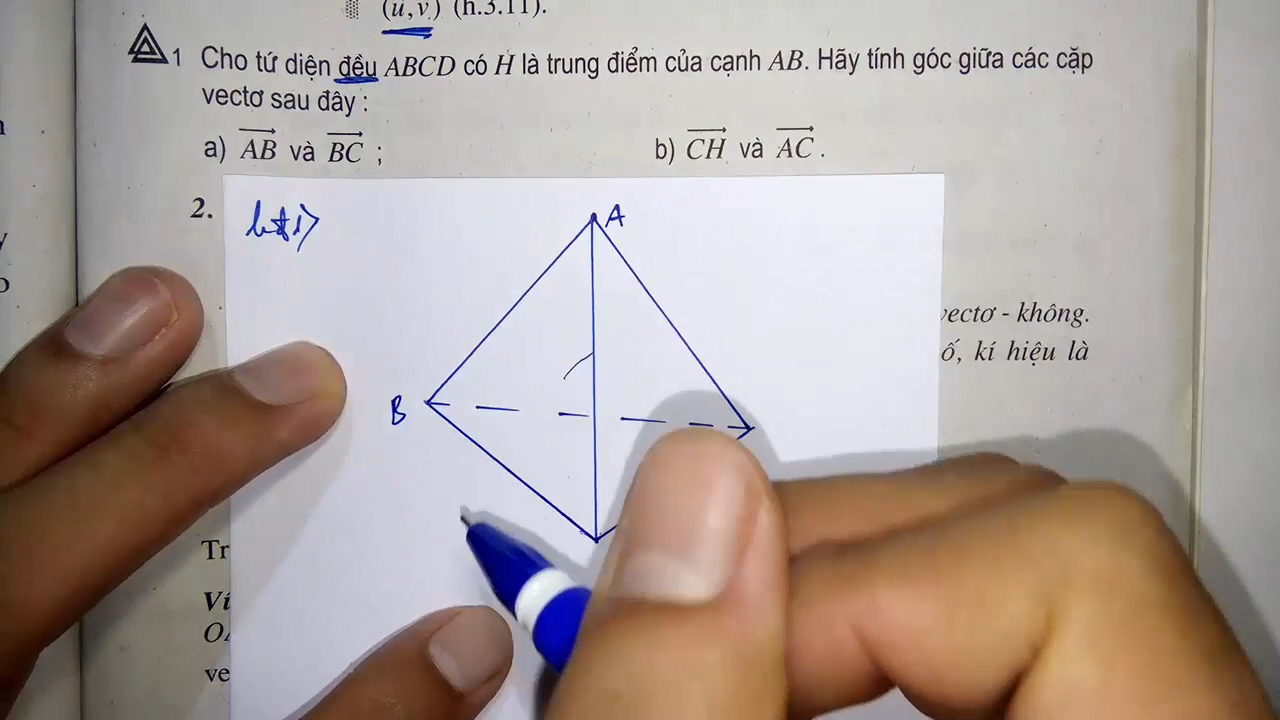 (u,v) (h.3.11).
1 Cho tứ diện đều ABCD có H là trung điểm của cạnh AB. Hãy tính góc giữa các cặp
vectơ sau đây :
a) AB và BC ; b) CH và AC .
2.
A
vectơ - không.
ố, kí hiệu là
B
Tr
Ví
ve